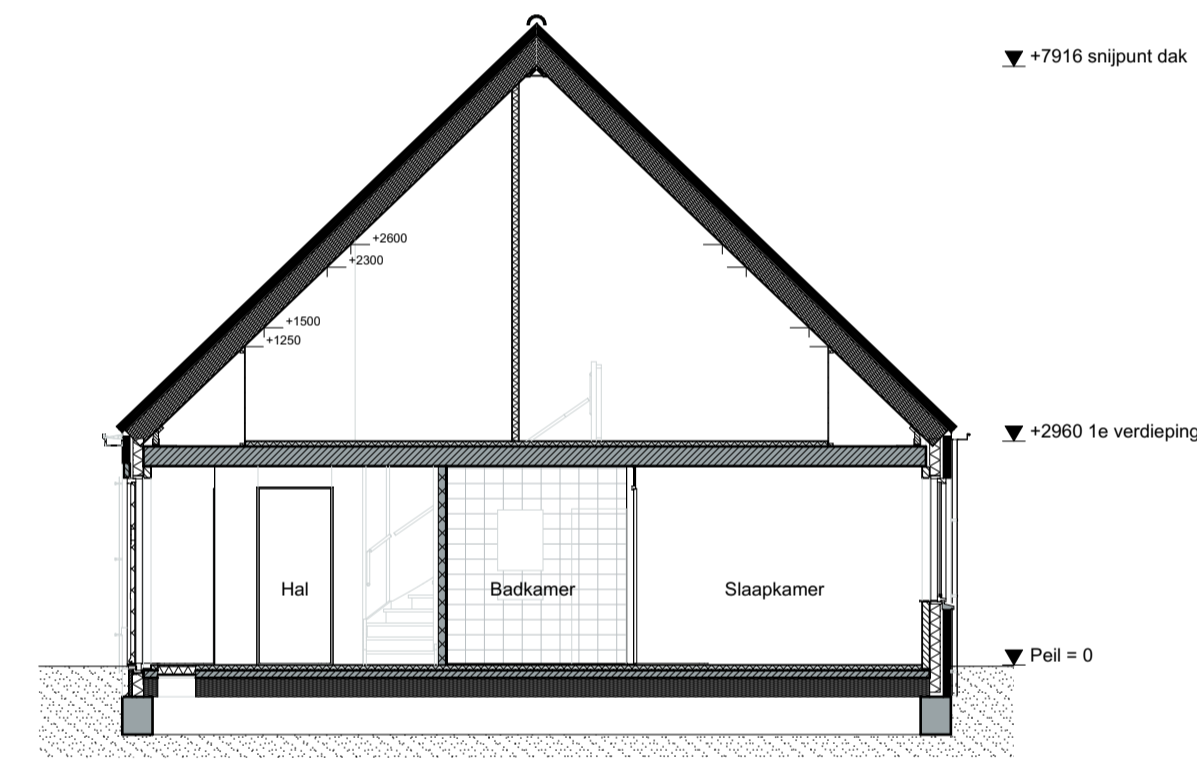 +7916 snijpunt dak
+2600
+2300
+1500
+1250
+2960 1e verdieping
Hal
Badkamer
Slaapkamer
Peil = 0